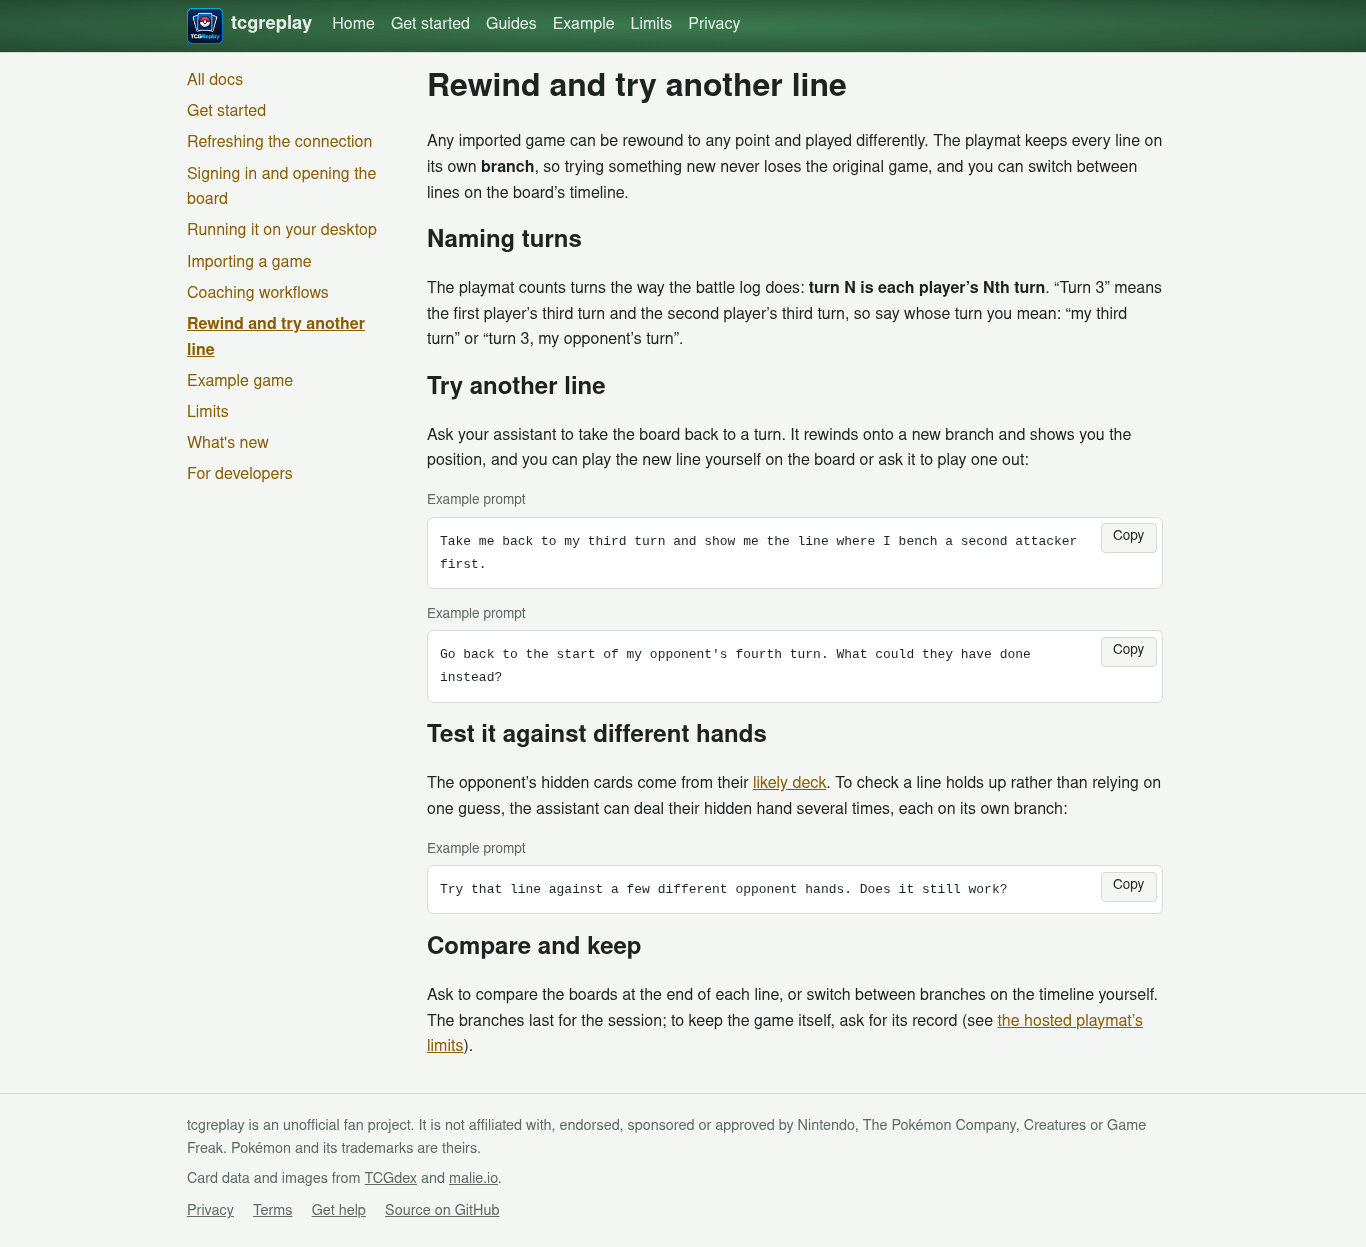 TCGReplay
tcgreplay
Home Get started Guides Example Limits Privacy
All docs
Get started
Refreshing the connection
Signing in and opening the
board
Running it on your desktop
Importing a game
Coaching workflows
Rewind and try another
line
Example game
Limits
What's new
For developers
Rewind and try another line
Any imported game can be rewound to any point and played differently. The playmat keeps every line on
its own branch, so trying something new never loses the original game, and you can switch between
lines on the board’s timeline.
Naming turns
The playmat counts turns the way the battle log does: turn N is each player’s Nth turn. “Turn 3” means
the first player’s third turn and the second player’s third turn, so say whose turn you mean: “my third
turn” or “turn 3, my opponent’s turn”.
Try another line
Ask your assistant to take the board back to a turn. It rewinds onto a new branch and shows you the
position, and you can play the new line yourself on the board or ask it to play one out:
Example prompt
Take me back to my third turn and show me the line where I bench a second attacker
first.
Copy
Example prompt
Go back to the start of my opponent's fourth turn. What could they have done
instead?
Copy
Test it against different hands
The opponent’s hidden cards come from their likely deck. To check a line holds up rather than relying on
one guess, the assistant can deal their hidden hand several times, each on its own branch:
Example prompt
Try that line against a few different opponent hands. Does it still work?
Copy
Compare and keep
Ask to compare the boards at the end of each line, or switch between branches on the timeline yourself.
The branches last for the session; to keep the game itself, ask for its record (see the hosted playmat’s
limits).
tcgreplay is an unofficial fan project. It is not affiliated with, endorsed, sponsored or approved by Nintendo, The Pokémon Company, Creatures or Game
Freak. Pokémon and its trademarks are theirs.
Card data and images from TCGdex and malie.io.
Privacy Terms Get help Source on GitHub